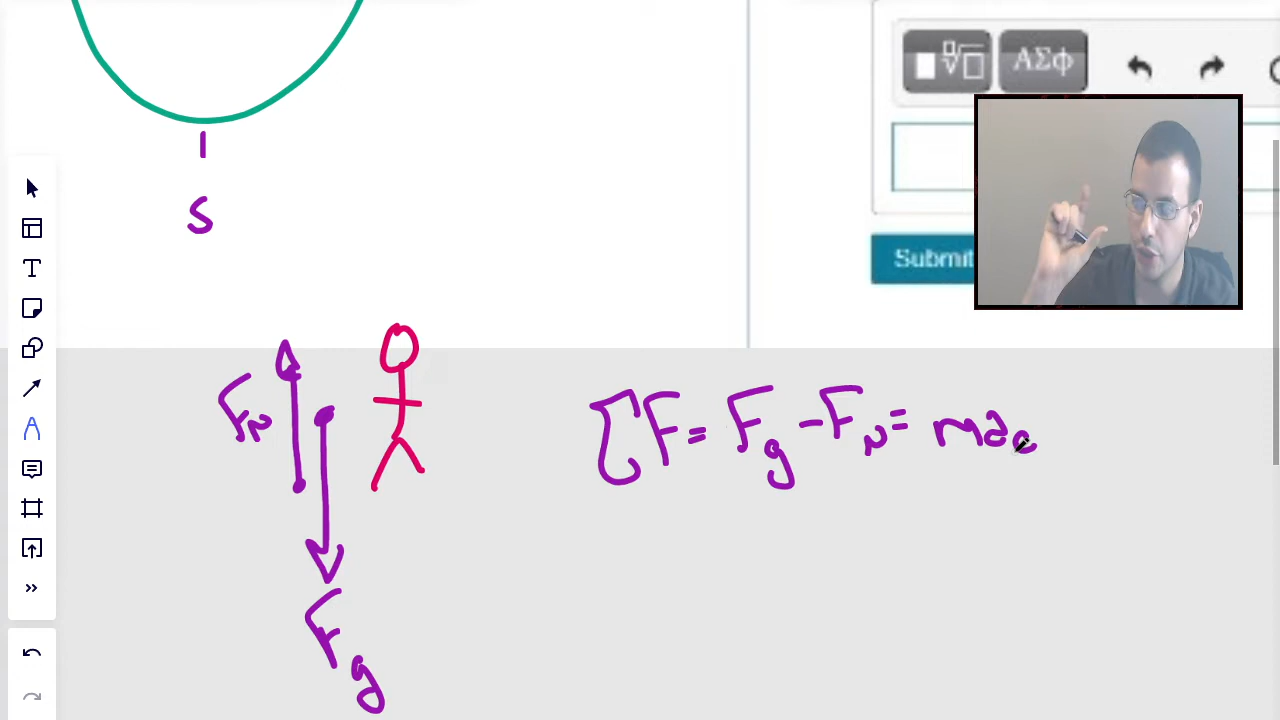 ΑΣϕ
Submit
S
F_N
ΣF = F_g - F_N = ma_c
F_g